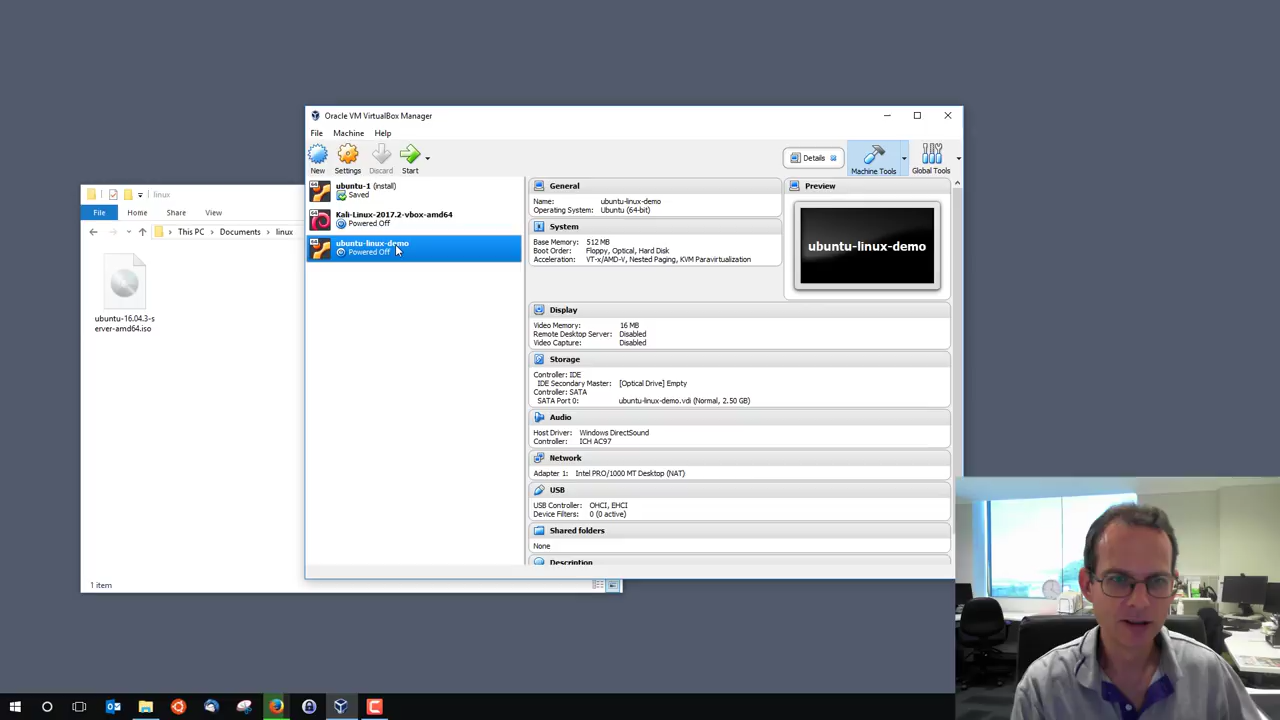 Oracle VM VirtualBox Manager
File Machine Help
New Settings Discard Start
Details Machine Tools Global Tools
ubuntu-1 (install)
Saved
Kali-Linux-2017.2-vbox-amd64
Powered Off
ubuntu-linux-demo
Powered Off
General
Name: ubuntu-linux-demo
Operating System: Ubuntu (64-bit)
System
Base Memory: 512 MB
Boot Order: Floppy, Optical, Hard Disk
Acceleration: VT-x/AMD-V, Nested Paging, KVM Paravirtualization
Preview
ubuntu-linux-demo
Display
Video Memory: 16 MB
Remote Desktop Server: Disabled
Video Capture: Disabled
Storage
Controller: IDE
IDE Secondary Master: [Optical Drive] Empty
Controller: SATA
SATA Port 0: ubuntu-linux-demo.vdi (Normal, 2.50 GB)
Audio
Host Driver: Windows DirectSound
Controller: ICH AC97
Network
Adapter 1: Intel PRO/1000 MT Desktop (NAT)
USB
USB Controller: OHCI, EHCI
Device Filters: 0 (0 active)
Shared folders
None
Description
linux
File Home Share View
This PC > Documents > linux
ubuntu-16.04.3-s
erver-amd64.iso
1 item